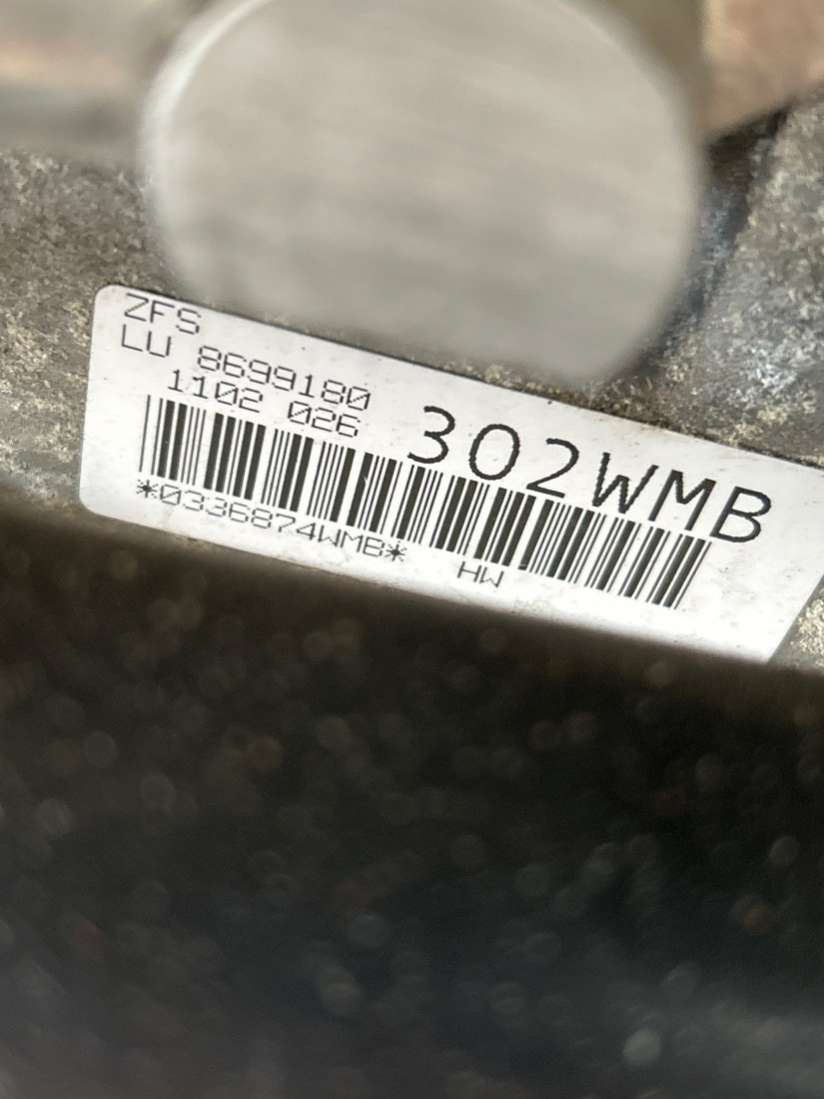 ZFS
LU 8699180
1102 026
302WMB
*0336874WMB*
HW